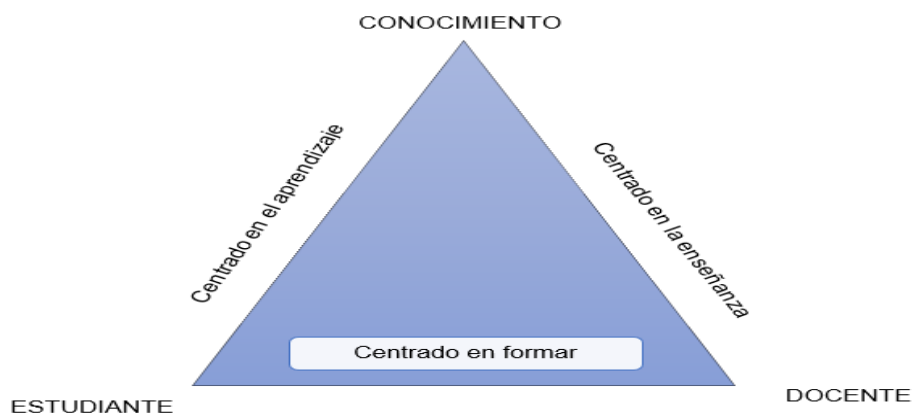 CONOCIMIENTO
Centrado en el aprendizaje
Centrado en la enseñanza
Centrado en formar
ESTUDIANTE
DOCENTE